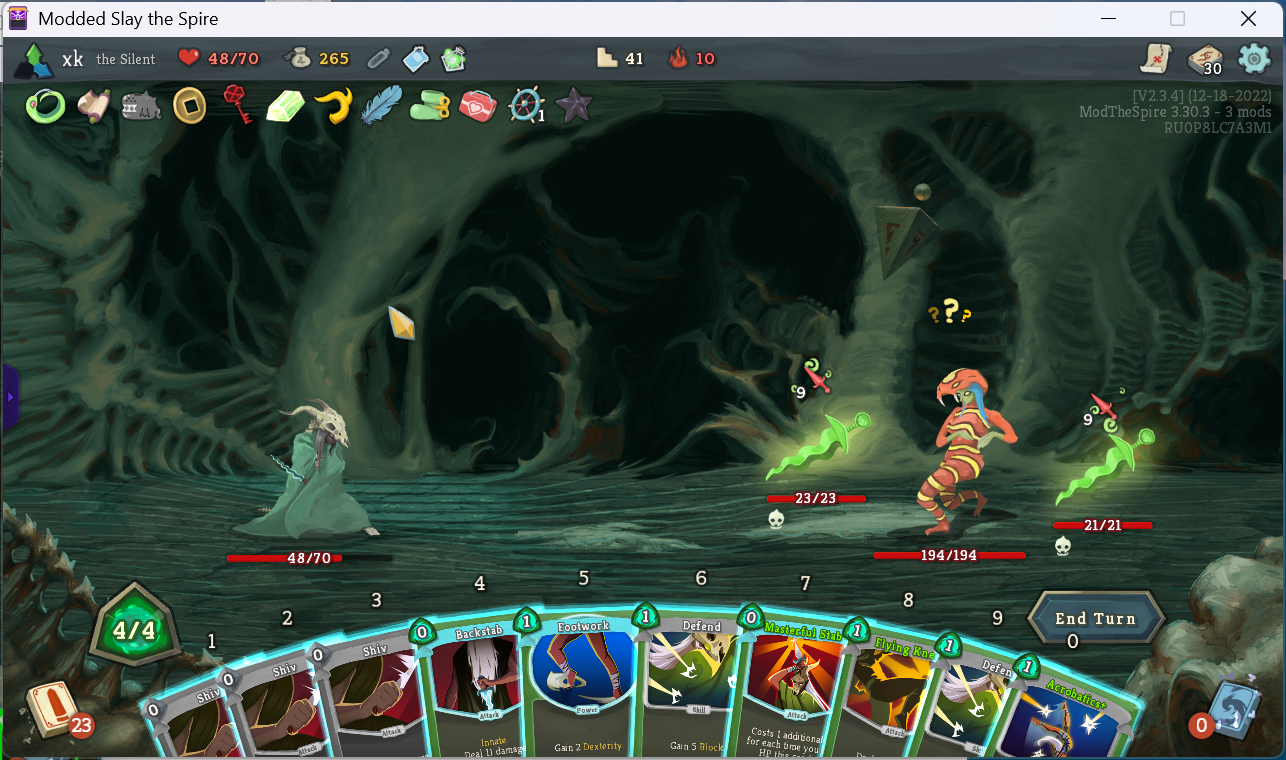 Modded Slay the Spire
xk the Silent 48/70 265 41 10 30
[V2.3.4] (12-18-2022)
ModTheSpire 3.30.3 - 3 mods
RU0P8LC7A3M1
1
? ? ?
9
9
23/23
21/21
194/194
48/70
4/4
1 2 3 4 5 6 7 8 9 0
End Turn
0 Shiv
0 Shiv
0 Shiv
0 Backstab
Attack
Innate.
Deal 11 damage
1 Footwork
Power
Gain 2 Dexterity.
1 Defend
Skill
Gain 5 Block
0 Masterful Stab
Attack
Costs 1 additional
for each time you
1 Flying Kne
Attack
1 Defen
1 Acrobatics+
23
0